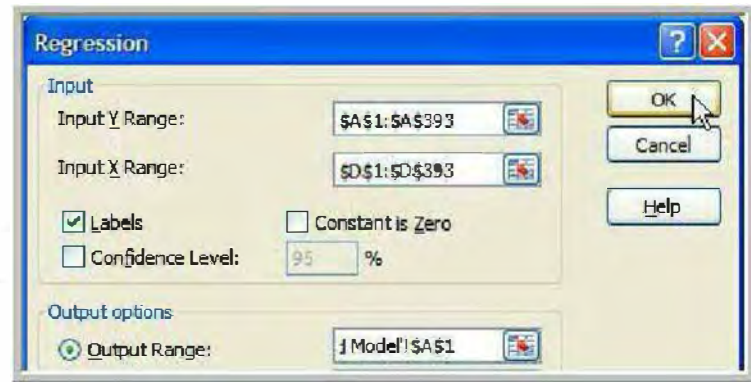 Regression
Input
Input Y Range: $A$1:$A$393
OK
Cancel
Input X Range: $D$1:$D$393
Help
Labels Constant is Zero
Confidence Level: 95 %
Output options
Output Range: Model'!$A$1